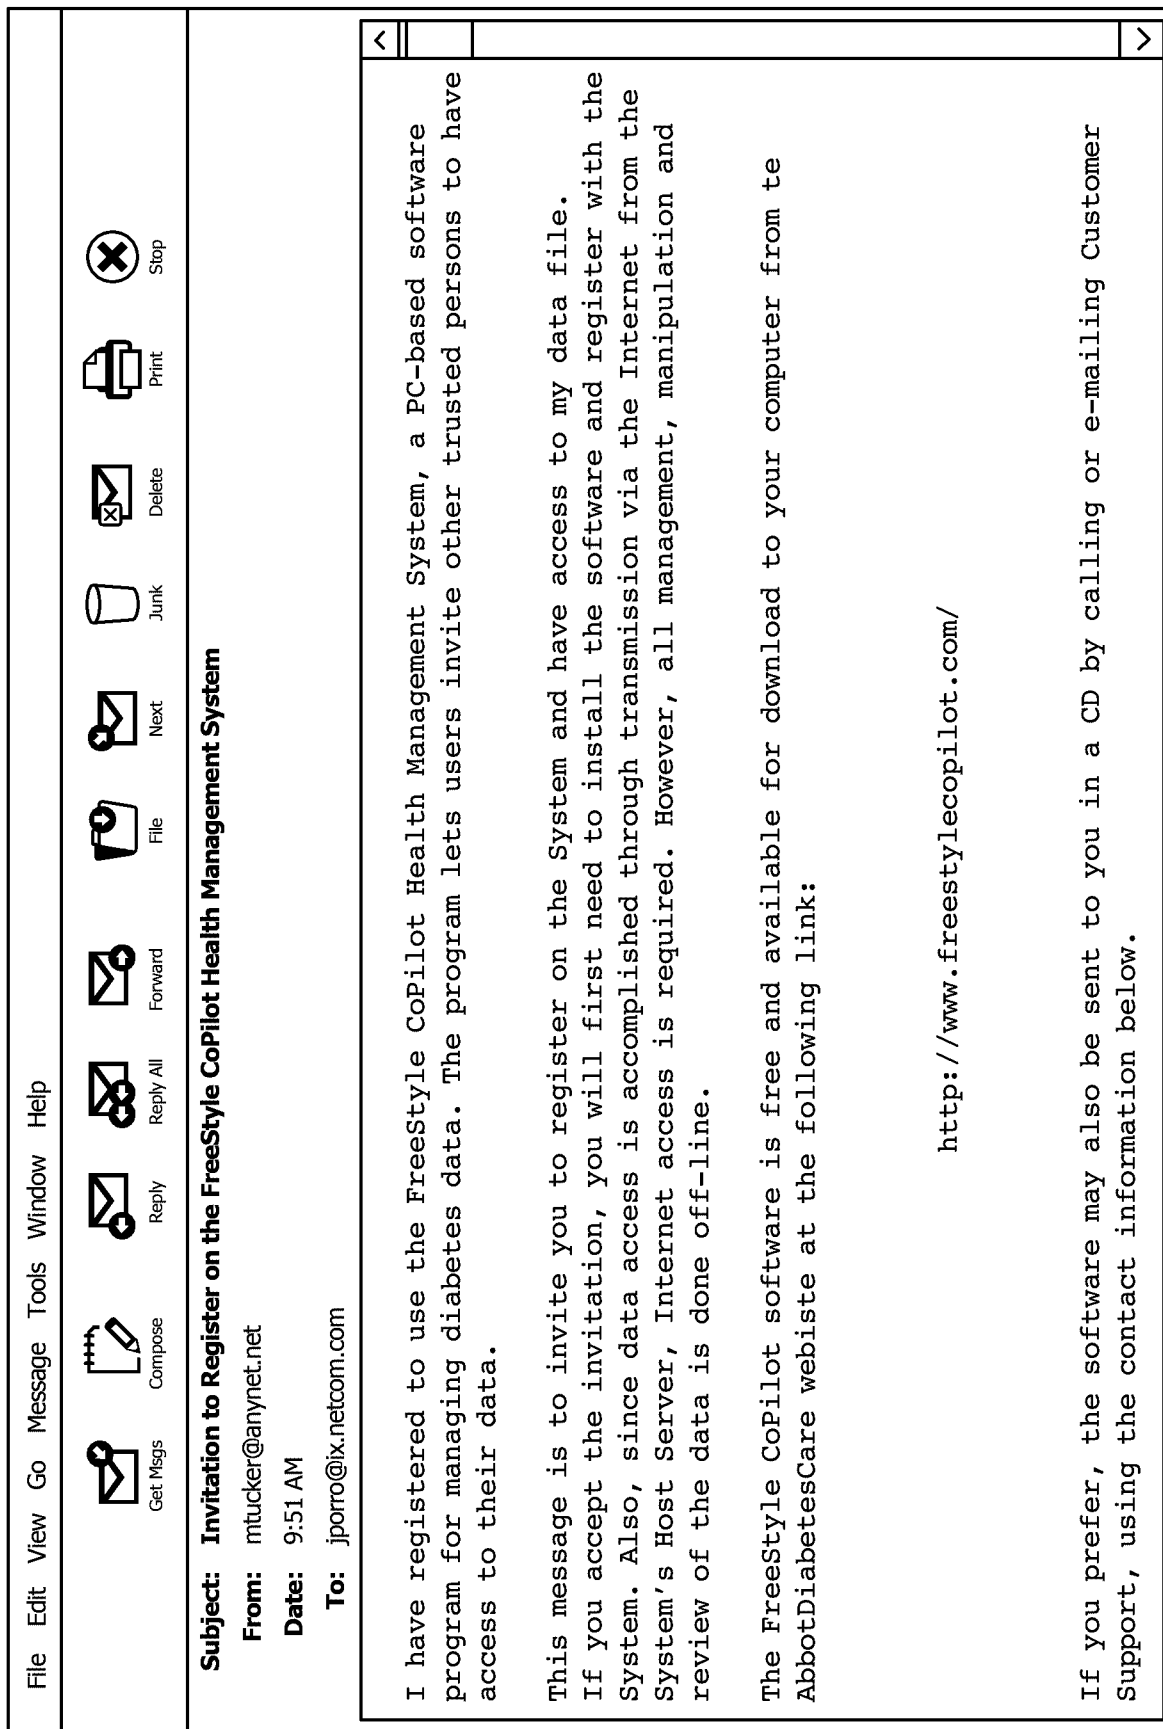 File Edit View Go Message Tools Window Help
Get Msgs Compose Reply Reply All Forward File Next Junk Delete Print Stop
Subject: Invitation to Register on the FreeStyle CoPilot Health Management System
From: mtucker@anynet.net
Date: 9:51 AM
To: jporro@ix.netcom.com
I have registered to use the FreeStyle CoPilot Health Management System, a PC-based software
program for managing diabetes data. The program lets users invite other trusted persons to have
access to their data.
This message is to invite you to register on the System and have access to my data file.
If you accept the invitation, you will first need to install the software and register with the
System. Also, since data access is accomplished through transmission via the Internet from the
System's Host Server, Internet access is required. However, all management, manipulation and
review of the data is done off-line.
The FreeStyle CoPilot software is free and available for download to your computer from te
AbbotDiabetesCare webiste at the following link:
http://www.freestylecopilot.com/
If you prefer, the software may also be sent to you in a CD by calling or e-mailing Customer
Support, using the contact information below.